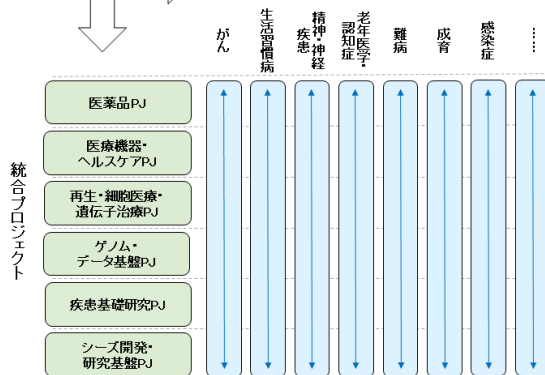 がん
生活習慣病
精神・神経
疾患
老年医学・
認知症
難病
成育
感染症
……
統合プロジェクト
医薬品PJ
医療機器・
ヘルスケアPJ
再生・細胞医療・
遺伝子治療PJ
ゲノム・
データ基盤PJ
疾患基礎研究PJ
シーズ開発・
研究基盤PJ